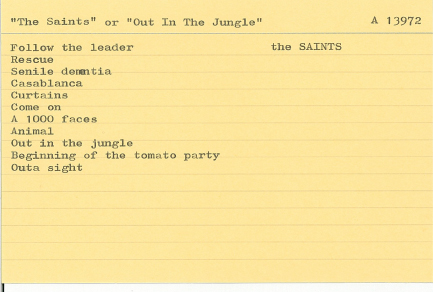 "The Saints" or "Out In The Jungle" A 13972
Follow the leader the SAINTS
Rescue
Senile demntia
Casablanca
Curtains
Come on
A 1000 faces
Animal
Out in the jungle
Beginning of the tomato party
Outa sight